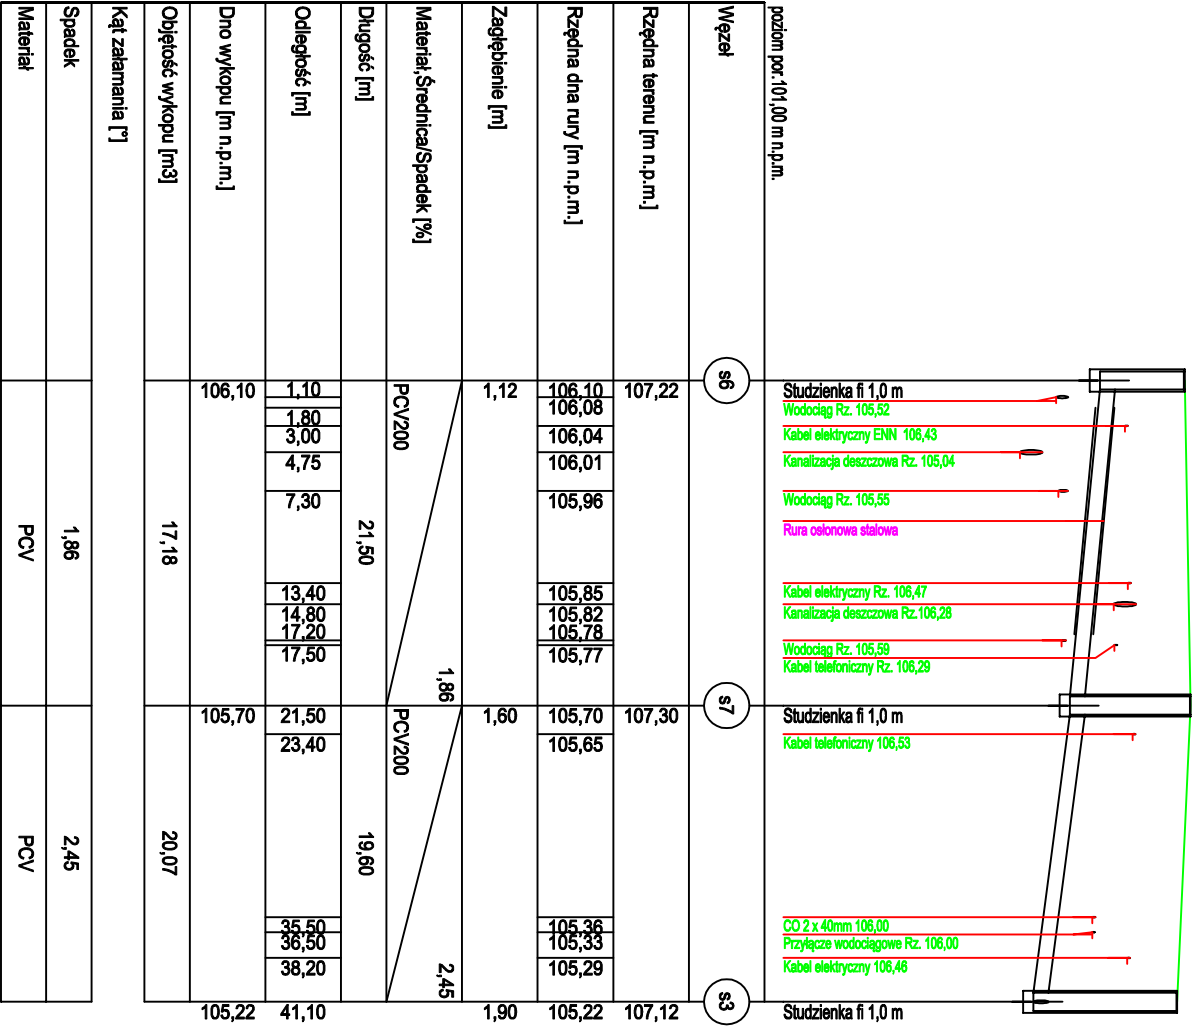 poziom por.101,00 m n.p.m.
Studzienka fi 1,0 m
Wodociąg Rz. 105,52
Kabel elektryczny ENN 106,43
Kanalizacja deszczowa Rz. 105,04
Wodociąg Rz. 105,55
Rura osłonowa stalowa
Kabel elektryczny Rz. 106,47
Kanalizacja deszczowa Rz.106,28
Wodociąg Rz. 105,59
Kabel telefoniczny Rz. 106,29
Studzienka fi 1,0 m
Kabel telefoniczny 106,53
CO 2 x 40mm 106,00
Przyłącze wodociągowe Rz. 106,00
Kabel elektryczny 106,46
Studzienka fi 1,0 m
Węzeł
s6
s7
s3
Rzędna terenu [m n.p.m.]
107,22
107,30
107,12
Rzędna dna rury [m n.p.m.]
106,10
106,08
106,04
106,01
105,96
105,85
105,82
105,78
105,77
105,70
105,65
105,36
105,33
105,29
105,22
Zagłębienie [m]
1,12
1,60
1,90
Materiał,Średnica/Spadek [%]
PCV200
1,86
PCV200
2,45
Długość [m]
21,50
19,60
Odległość [m]
1,10
1,80
3,00
4,75
7,30
13,40
14,80
17,20
17,50
21,50
23,40
35,50
36,50
38,20
41,10
Dno wykopu [m n.p.m.]
106,10
105,70
105,22
Objętość wykopu [m3]
17,18
20,07
Kąt załamania [°]
Spadek
1,86
2,45
Materiał
PCV
PCV